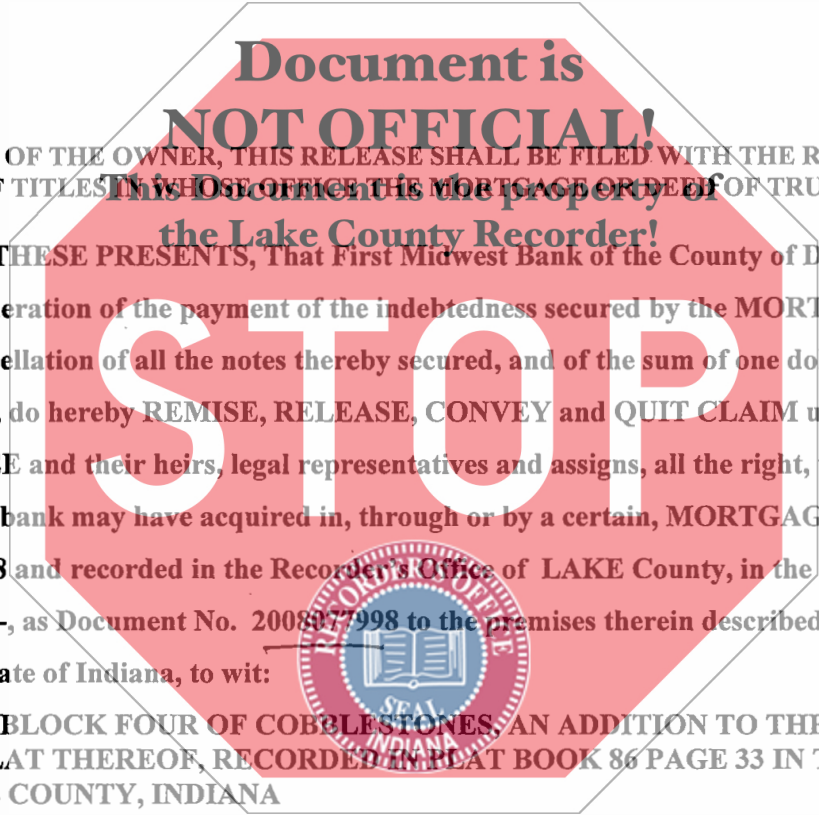 Document is
NOT OFFICIAL!
OF THE OWNER, THIS RELEASE SHALL BE FILED WITH THE R
F TITLES IN WHOSE OFFICE THE MORTGAGE OR DEED OF TRU
This Document is the property of
the Lake County Recorder!
THESE PRESENTS, That First Midwest Bank of the County of D
eration of the payment of the indebtedness secured by the MORT
ellation of all the notes thereby secured, and of the sum of one do
, do hereby REMISE, RELEASE, CONVEY and QUIT CLAIM u
E and their heirs, legal representatives and assigns, all the right,
bank may have acquired in, through or by a certain, MORTGAG
8 and recorded in the Recorder's Office of LAKE County, in the
-, as Document No. 2008077998 to the premises therein described
ate of Indiana, to wit:
BLOCK FOUR OF COBBLESTONES, AN ADDITION TO THE
LAT THEREOF, RECORDED IN PLAT BOOK 86 PAGE 33 IN T
COUNTY, INDIANA
STOP
RECORDER'S OFFICE
SEAL
INDIANA